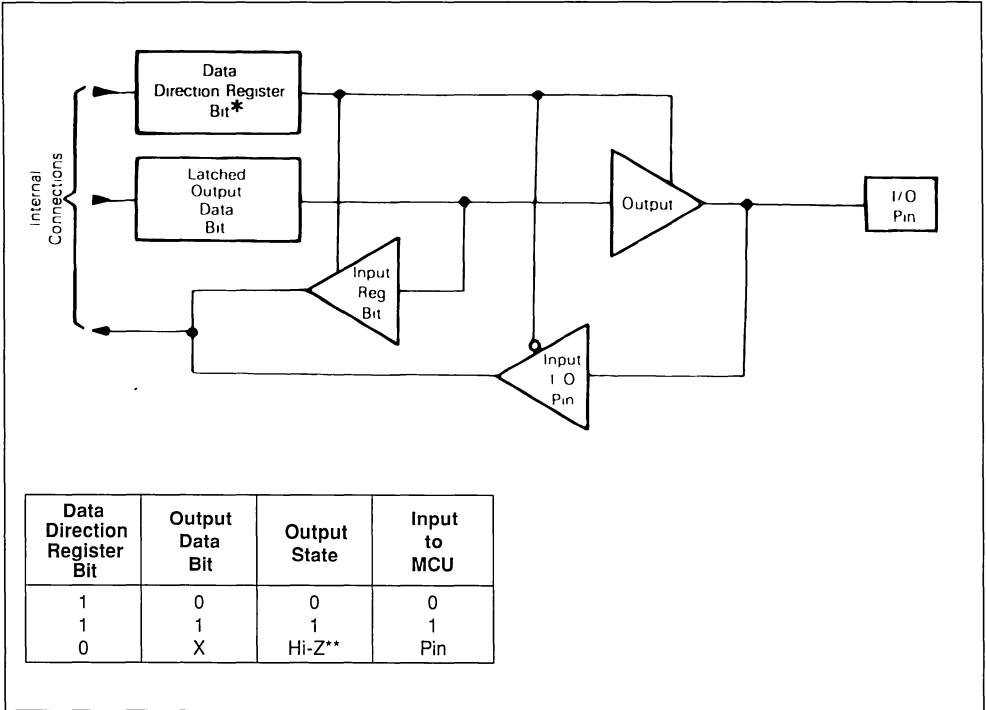 Data
Direction Register
Bit*
Internal
Connections
Latched
Output
Data
Bit
Output
I/O
Pin
Input
Reg
Bit
Input
I O
Pin
Data Direction Register Bit | Output Data Bit | Output State | Input to MCU
1 0 0 0
1 1 1 1
0 X Hi-Z** Pin